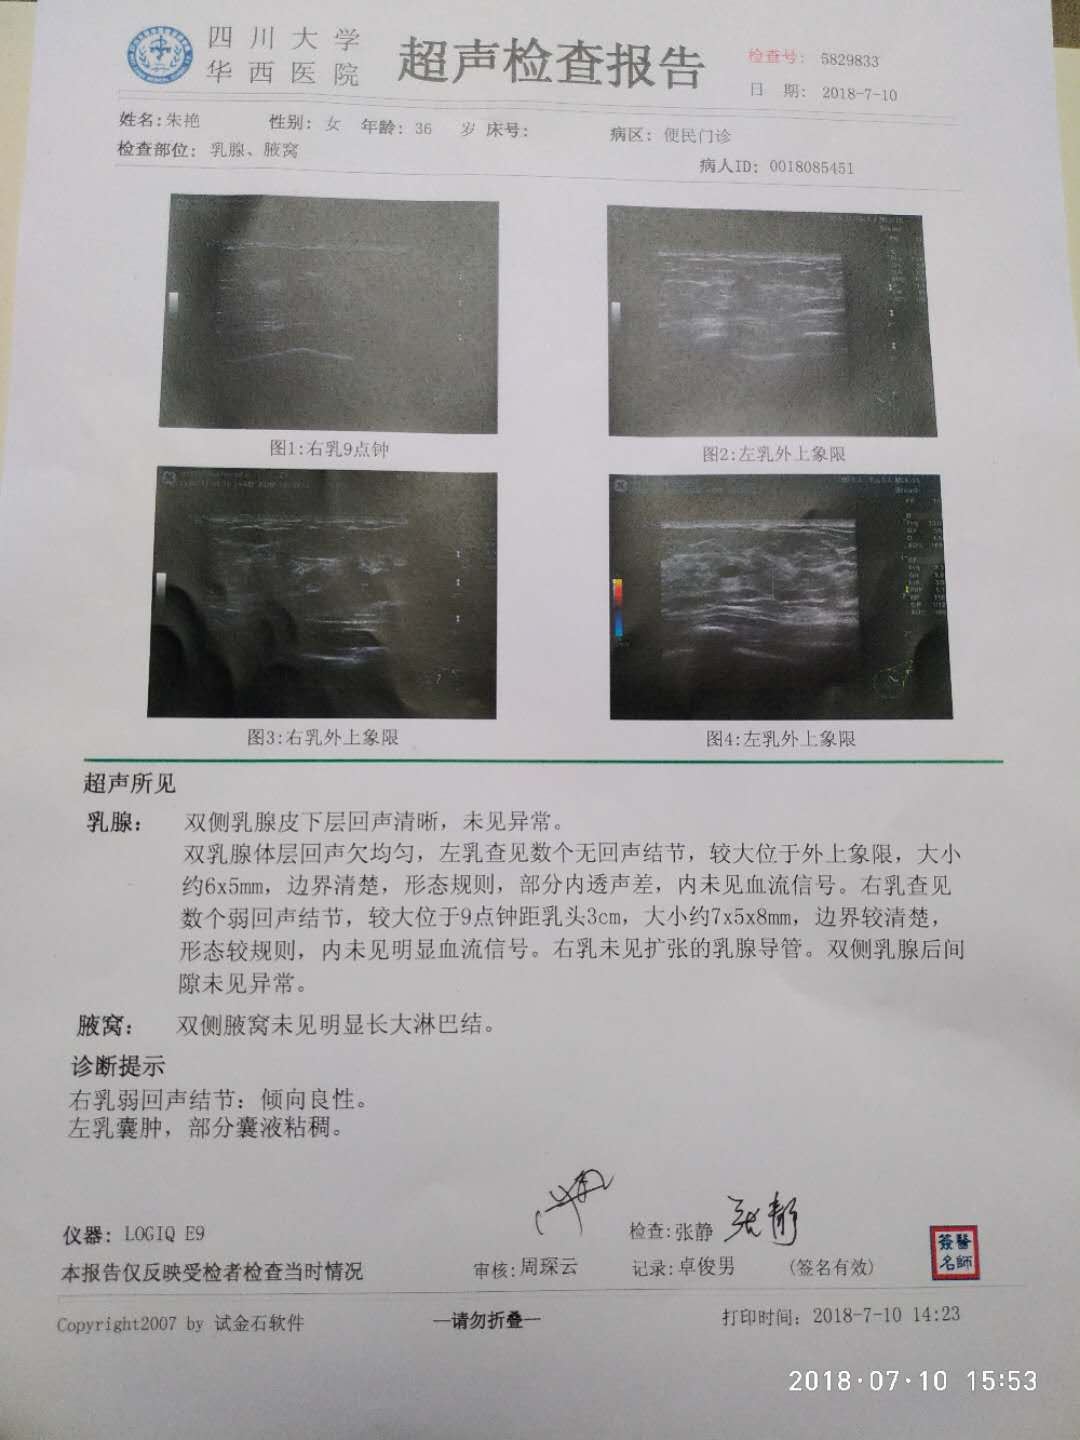 四川大学
华西医院
超声检查报告
检查号: 5829833
日 期: 2018-7-10
姓名: 朱艳 性别: 女 年龄: 36 岁 床号: 病区: 便民门诊
检查部位: 乳腺、腋窝
病人ID: 0018085451
图1:右乳9点钟
图2:左乳外上象限
图3:右乳外上象限
图4:左乳外上象限
超声所见
乳腺: 双侧乳腺皮下层回声清晰，未见异常。
双乳腺体层回声欠均匀，左乳查见数个无回声结节，较大位于外上象限，大小
约6x5mm，边界清楚，形态规则，部分内透声差，内未见血流信号。右乳查见
数个弱回声结节，较大位于9点钟距乳头3cm，大小约7x5x8mm，边界较清楚，
形态较规则，内未见明显血流信号。右乳未见扩张的乳腺导管。双侧乳腺后间
隙未见异常。
腋窝: 双侧腋窝未见明显长大淋巴结。
诊断提示
右乳弱回声结节: 倾向良性。
左乳囊肿，部分囊液粘稠。
仪器: LOGIQ E9
检查:张静 张静
本报告仅反映受检者检查当时情况
审核:周琛云 记录:卓俊男 (签名有效)
醫師簽名
Copyright2007 by 试金石软件
—请勿折叠—
打印时间: 2018-7-10 14:23
2018·07·10 15:53